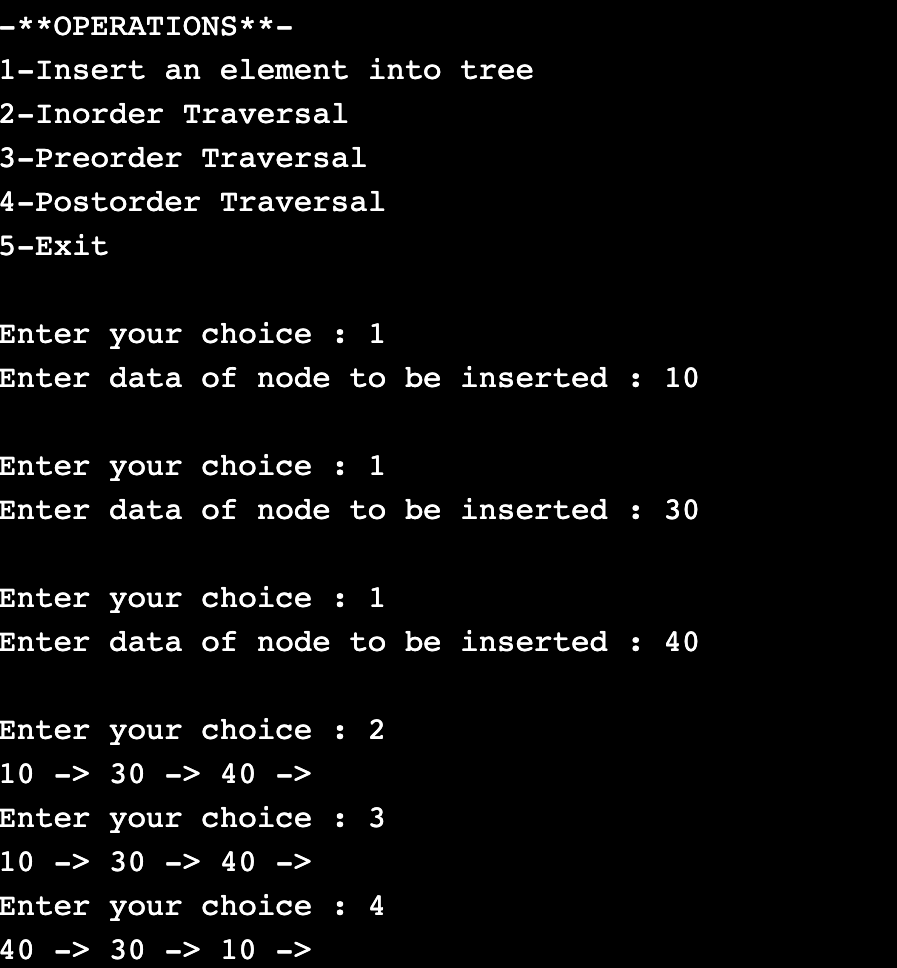 -**OPERATIONS**-
1-Insert an element into tree
2-Inorder Traversal
3-Preorder Traversal
4-Postorder Traversal
5-Exit
Enter your choice : 1
Enter data of node to be inserted : 10
Enter your choice : 1
Enter data of node to be inserted : 30
Enter your choice : 1
Enter data of node to be inserted : 40
Enter your choice : 2
10 -> 30 -> 40 ->
Enter your choice : 3
10 -> 30 -> 40 ->
Enter your choice : 4
40 -> 30 -> 10 ->